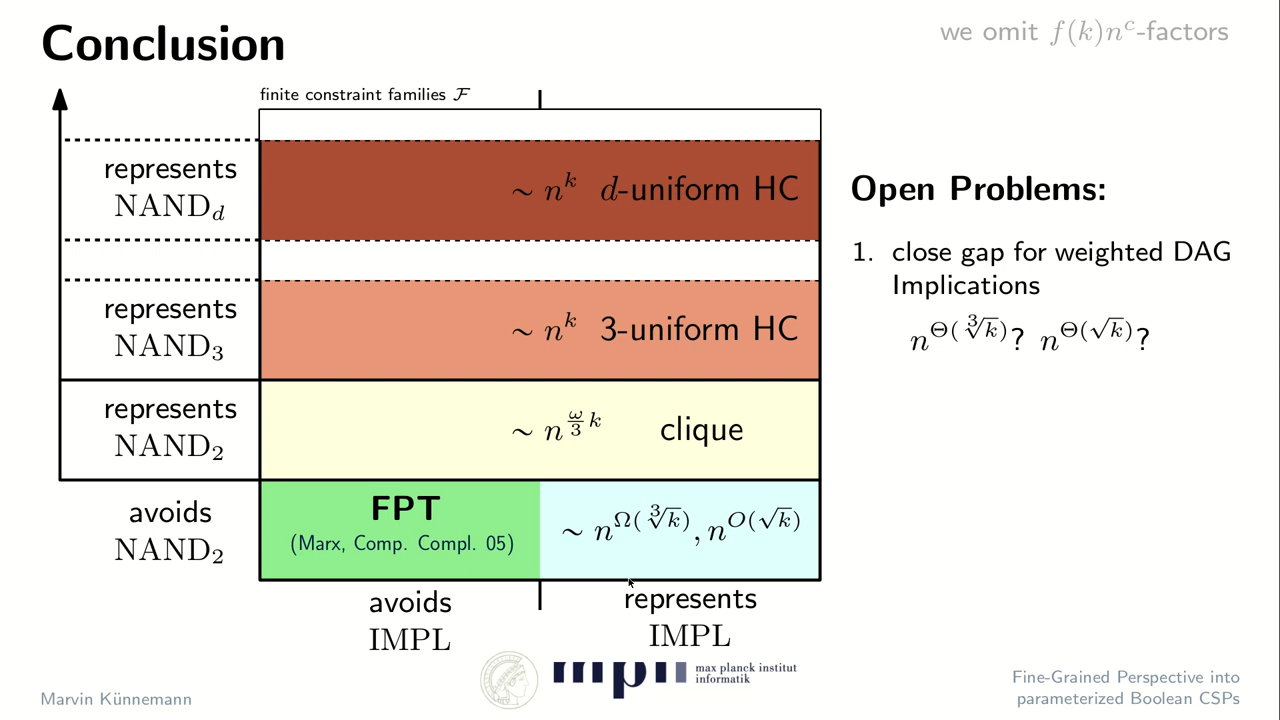 Conclusion
we omit f(k)n^c-factors
finite constraint families ℱ
represents
NAND_d
∼ n^k d-uniform HC
represents
NAND_3
∼ n^k 3-uniform HC
represents
NAND_2
∼ n^{ω/3 k} clique
avoids
NAND_2
FPT
(Marx, Comp. Compl. 05)
∼ n^{Ω(∛k)}, n^{O(√k)}
avoids
IMPL
represents
IMPL
Open Problems:
1. close gap for weighted DAG
Implications
n^{Θ(∛k)}? n^{Θ(√k)}?
max planck institut
informatik
Marvin Künnemann
Fine-Grained Perspective into
parameterized Boolean CSPs